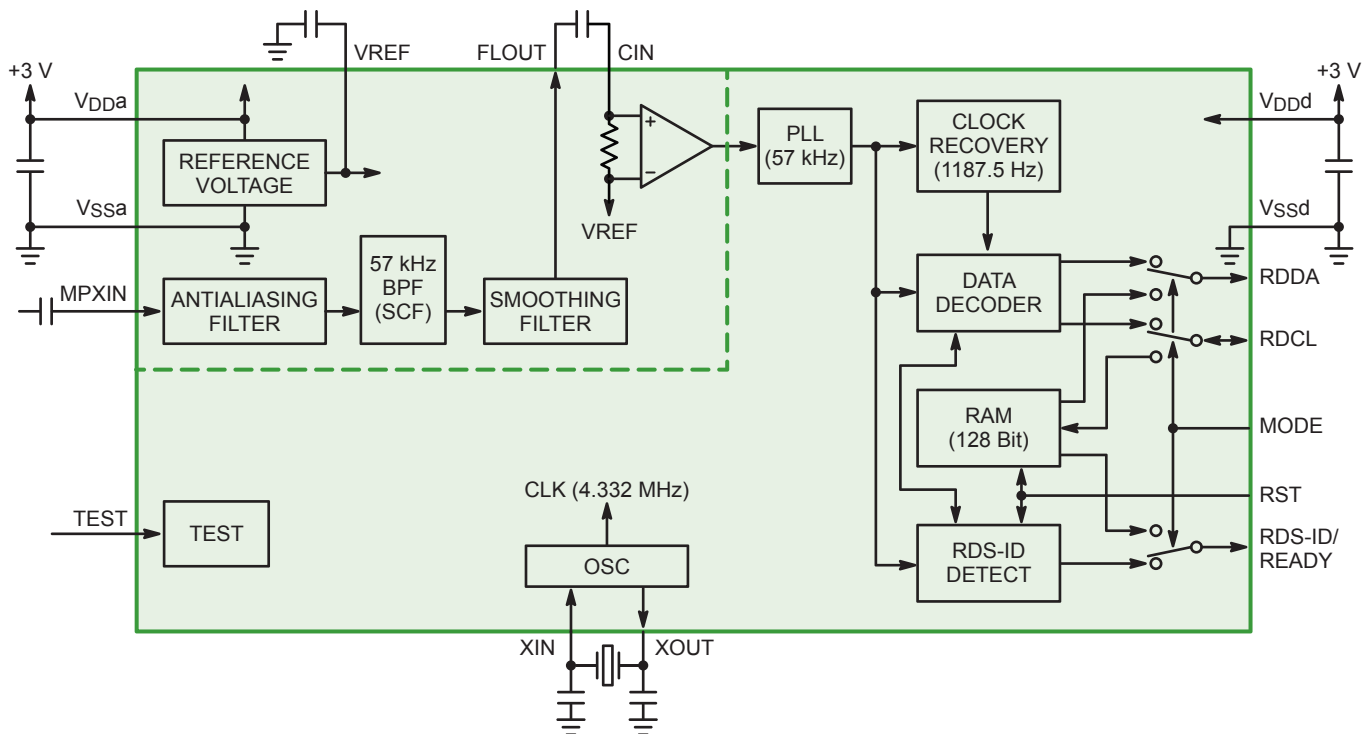 VREF
FLOUT
CIN
+3 V
+3 V
VDDa
VDDd
REFERENCE
VOLTAGE
+
−
PLL
(57 kHz)
CLOCK
RECOVERY
(1187.5 Hz)
VSSa
VREF
VSSd
MPXIN
ANTIALIASING
FILTER
57 kHz
BPF
(SCF)
SMOOTHING
FILTER
DATA
DECODER
RDDA
RDCL
RAM
(128 Bit)
MODE
CLK (4.332 MHz)
RST
TEST
TEST
OSC
RDS-ID
DETECT
RDS-ID/
READY
XIN
XOUT